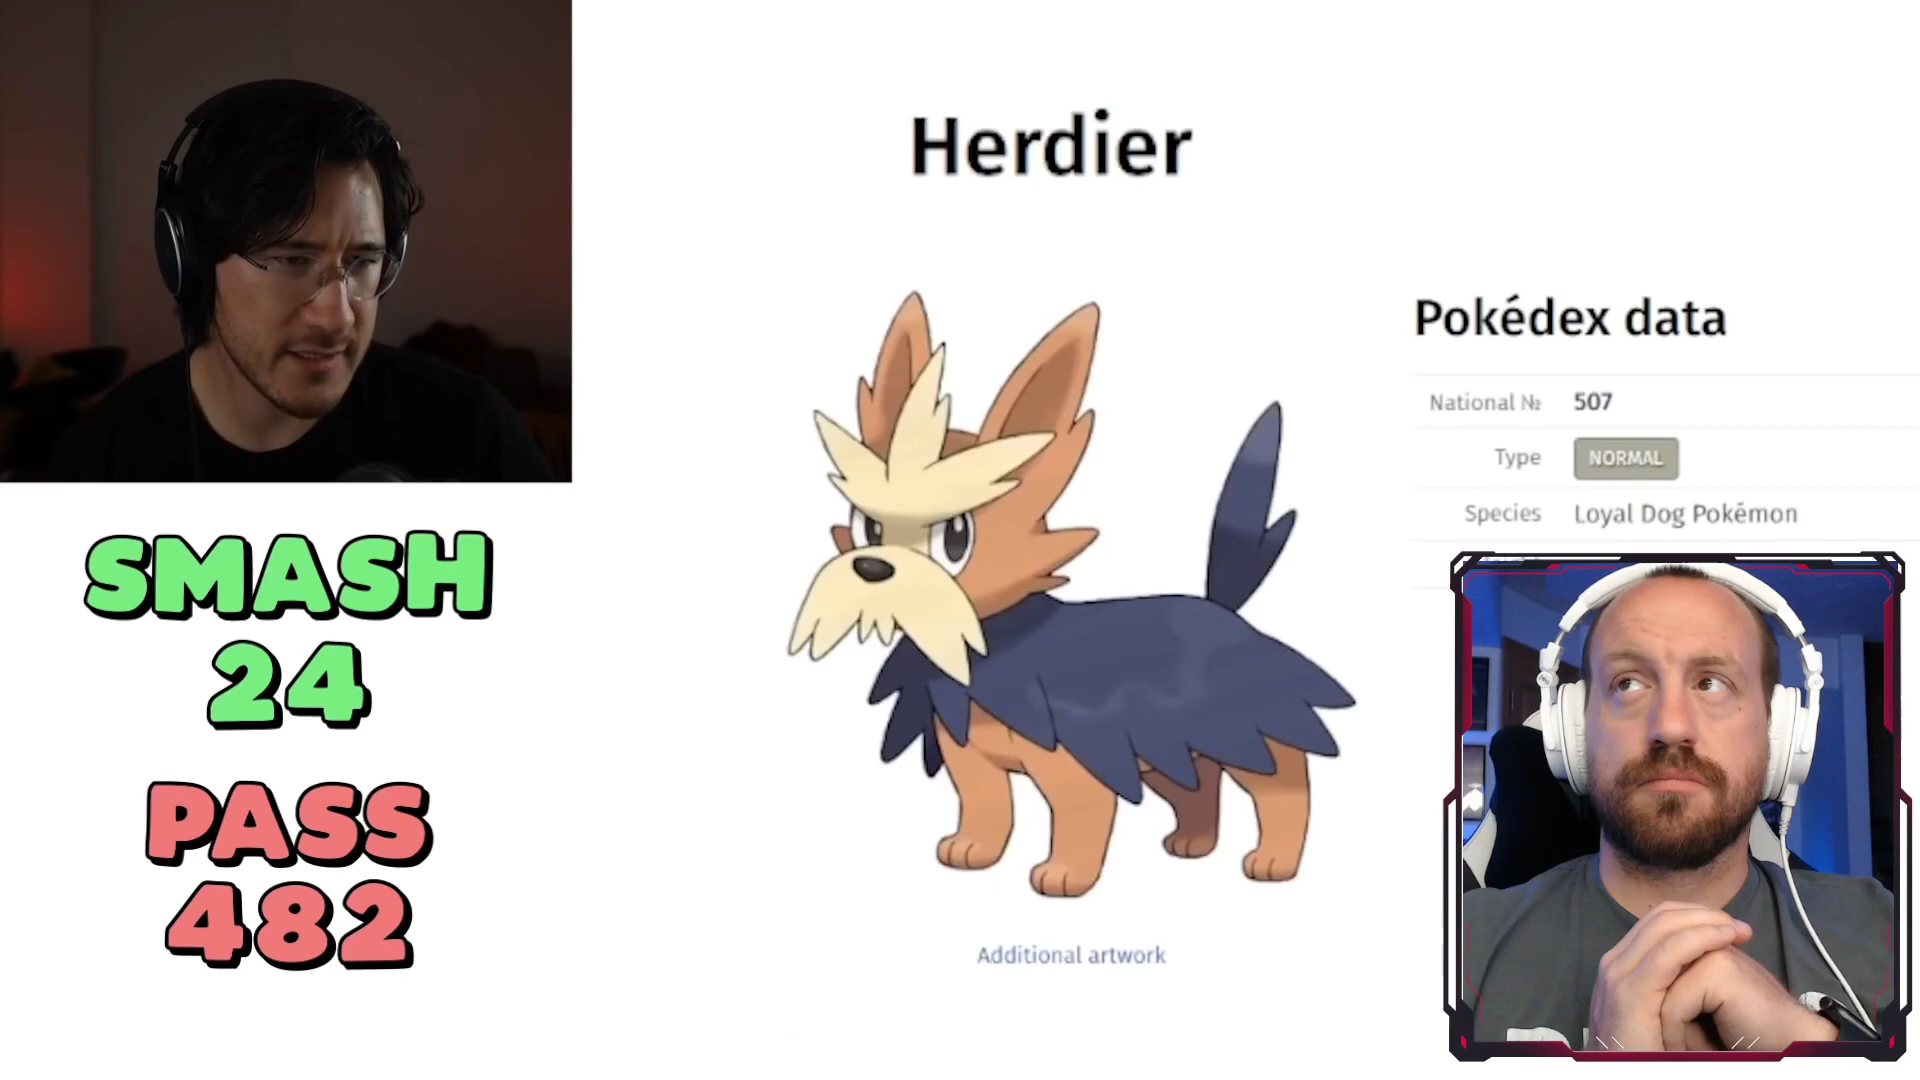 Herdier
Pokédex data
National № 507
Type NORMAL
Species Loyal Dog Pokémon
SMASH
24
PASS
482
Additional artwork